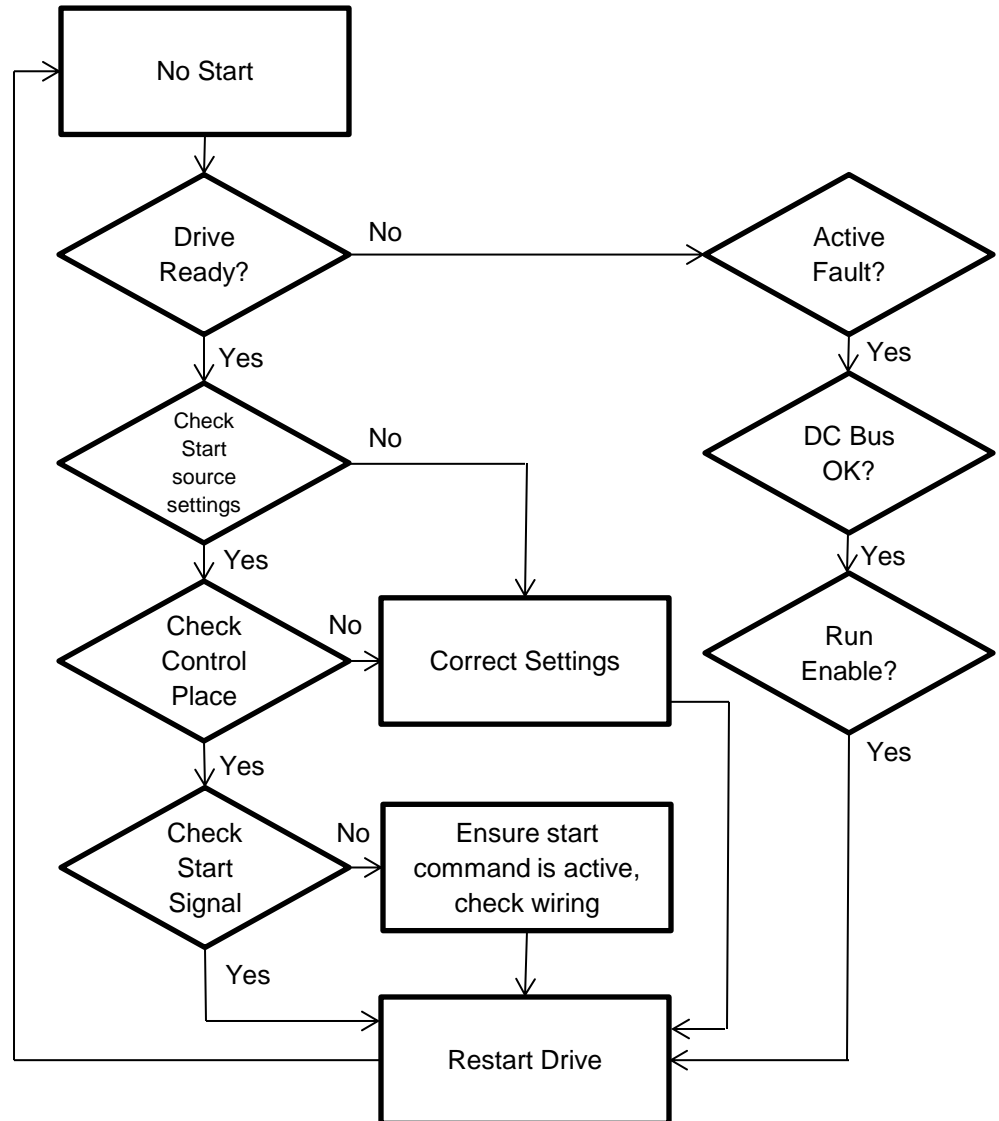 No Start
Drive
Ready?
No
Active
Fault?
Yes
Yes
Check
Start
source
settings
No
DC Bus
OK?
Yes
Yes
Check
Control
Place
No
Correct Settings
Run
Enable?
Yes
Yes
Check
Start
Signal
No
Ensure start
command is active,
check wiring
Yes
Restart Drive